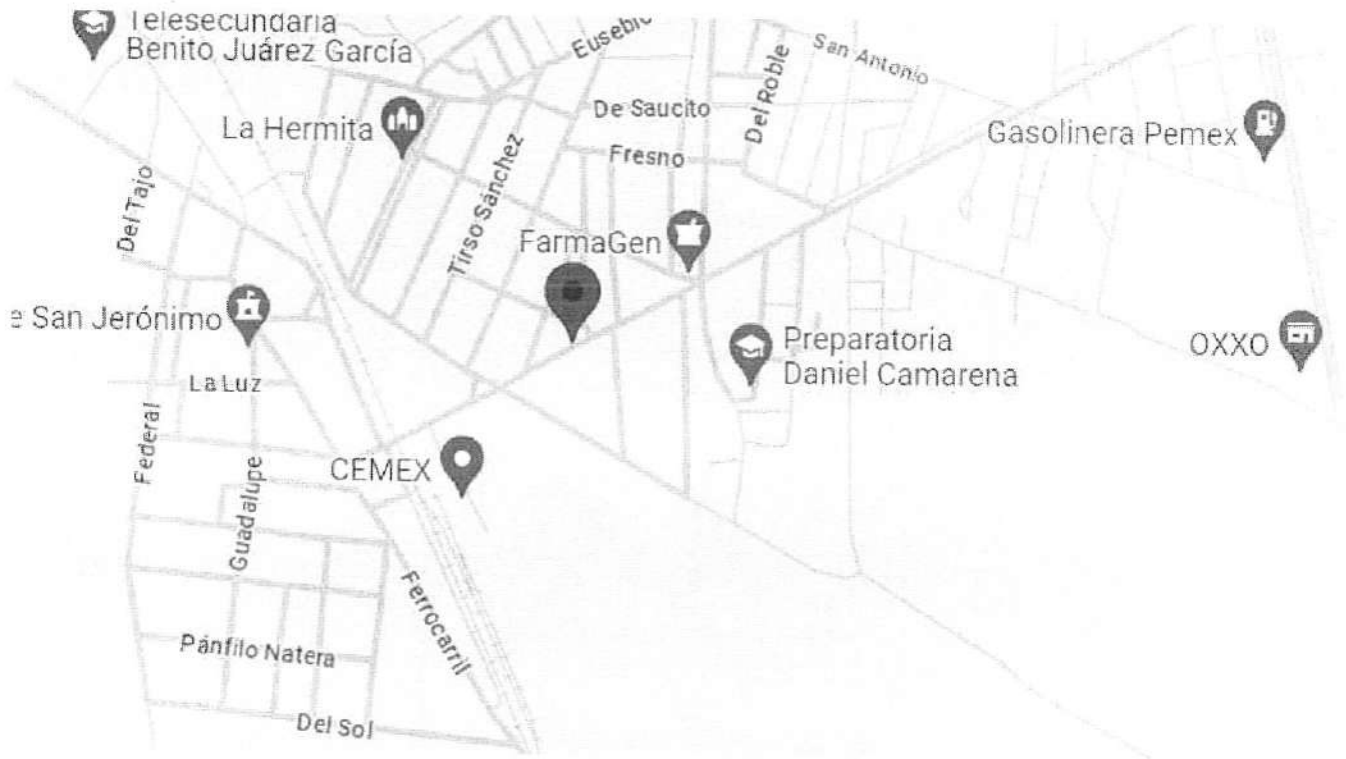 Telesecundaria
Benito Juárez García
Eusebio
San Antonio
Del Roble
De Saucito
La Hermita
Gasolinera Pemex
Fresno
Tirso Sánchez
Del Tajo
FarmaGen
e San Jerónimo
Preparatoria
Daniel Camarena
OXXO
La Luz
Federal
Guadalupe
CEMEX
Ferrocarril
Pánfilo Natera
Del Sol